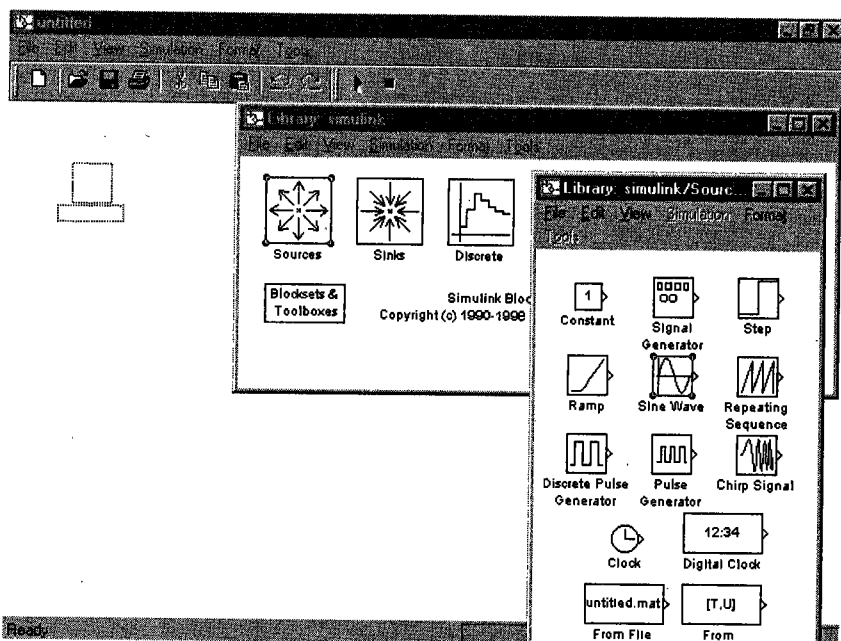 untitled
File Edit View Simulation Format Tools
Library: simulink
File Edit View Simulation Format Tools
Sources
Sinks
Discrete
Blocksets &
Toolboxes
Simulink Bloc
Copyright (c) 1990-1998
Library: simulink/Sourc...
File Edit View Simulation Format
Tools
1
Constant
Signal
Generator
Step
Ramp
Sine Wave
Repeating
Sequence
Discrete Pulse
Generator
Pulse
Generator
Chirp Signal
Clock
12:34
Digital Clock
untitled.mat
From File
[T,U]
From
Ready